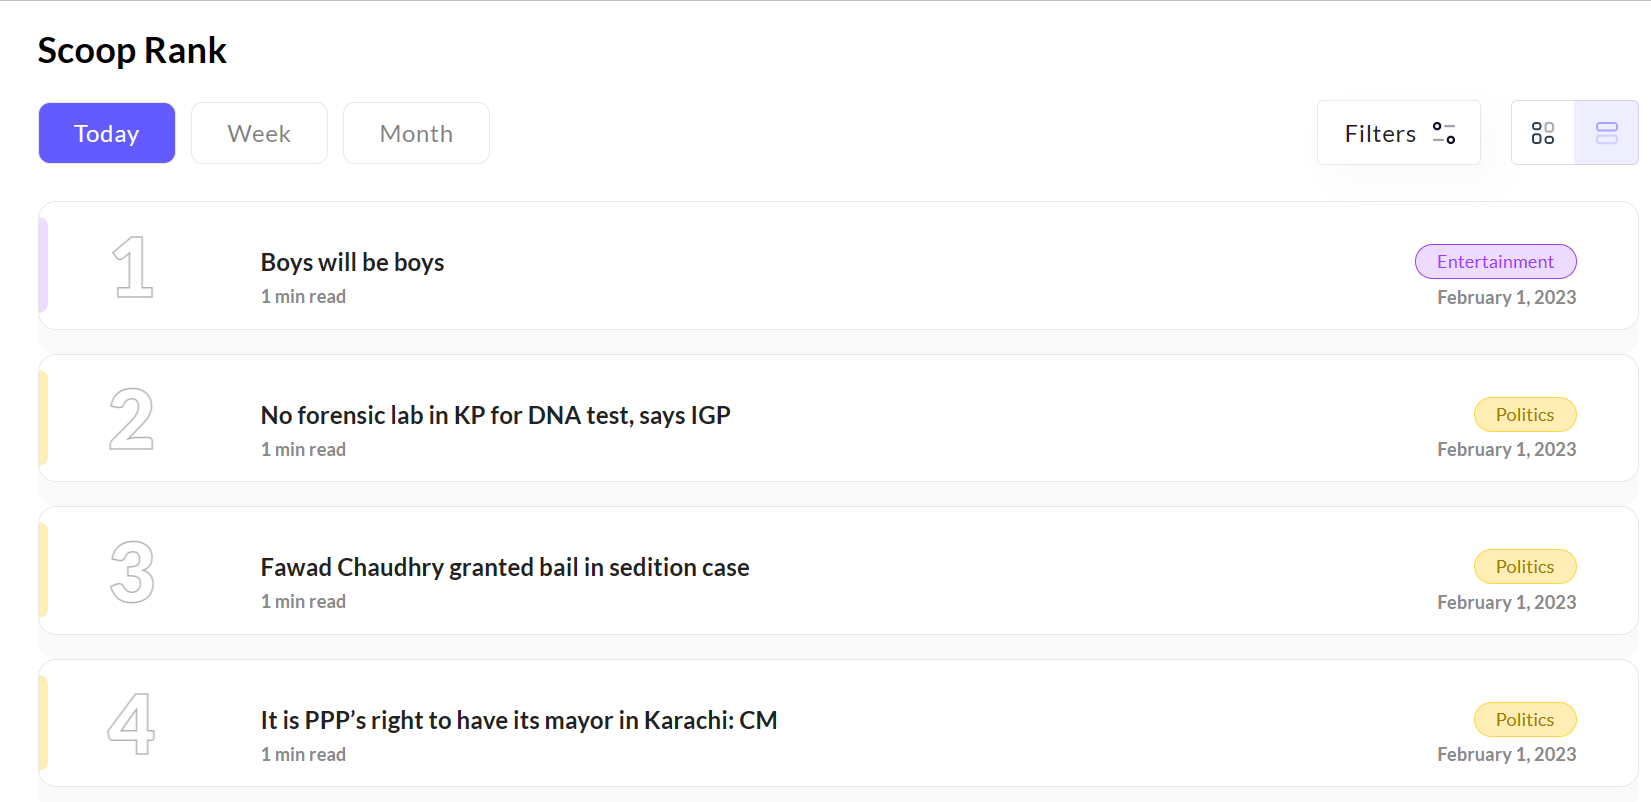 Scoop Rank
Today Week Month Filters
1
Boys will be boys Entertainment
1 min read February 1, 2023
2
No forensic lab in KP for DNA test, says IGP Politics
1 min read February 1, 2023
3
Fawad Chaudhry granted bail in sedition case Politics
1 min read February 1, 2023
4
It is PPP’s right to have its mayor in Karachi: CM Politics
1 min read February 1, 2023